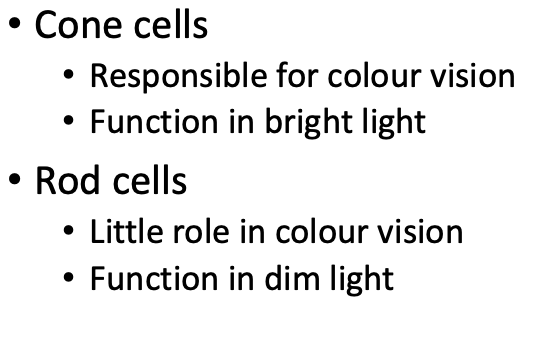 • Cone cells
• Responsible for colour vision
• Function in bright light
• Rod cells
• Little role in colour vision
• Function in dim light